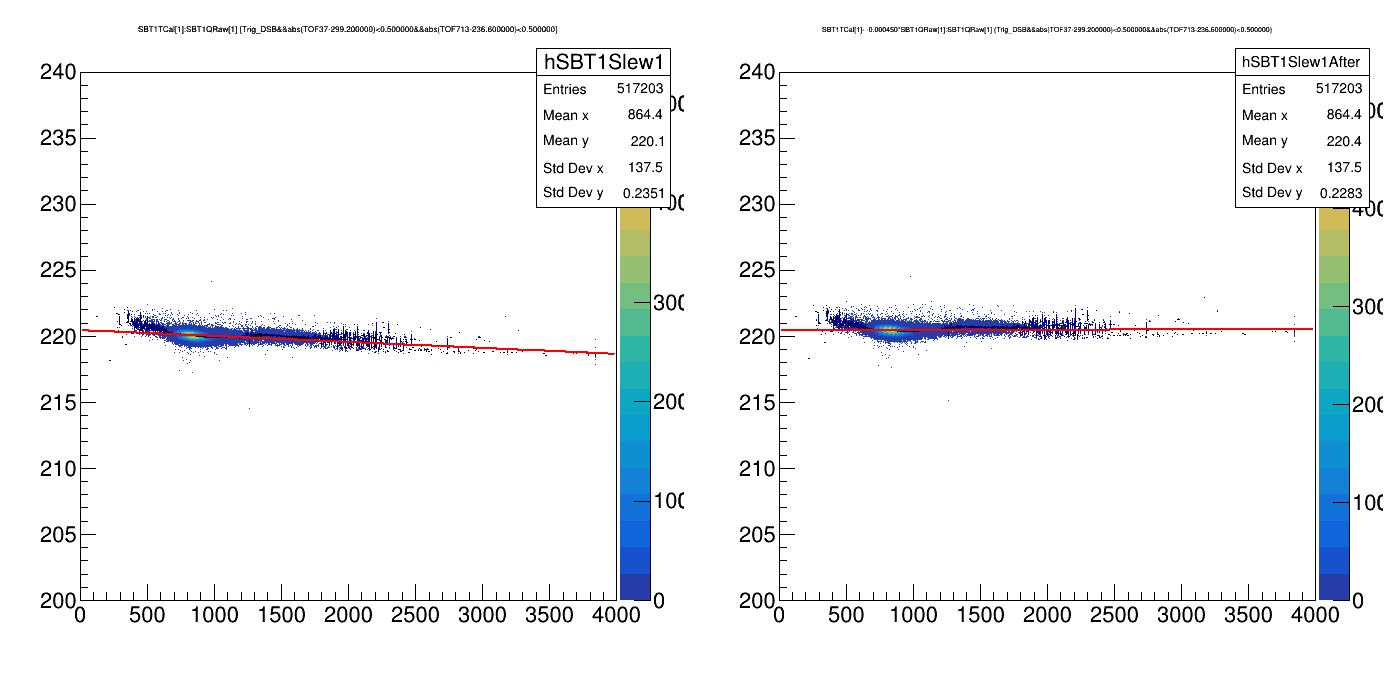 SBT1TCal[1]:SBT1QRaw[1] {Trig_DSB&&abs(TOF37-299.200000)<0.500000&&abs(TOF713-236.600000)<0.500000}
hSBT1Slew1
Entries 517203
Mean x 864.4
Mean y 220.1
Std Dev x 137.5
Std Dev y 0.2351
240
235
230
225
220
215
210
205
200
0 500 1000 1500 2000 2500 3000 3500 4000
300
200
100
0
SBT1TCal[1]- -0.000450*SBT1QRaw[1]:SBT1QRaw[1] {Trig_DSB&&abs(TOF37-299.200000)<0.500000&&abs(TOF713-236.600000)<0.500000}
hSBT1Slew1After
Entries 517203
Mean x 864.4
Mean y 220.4
Std Dev x 137.5
Std Dev y 0.2283
240
235
230
225
220
215
210
205
200
0 500 1000 1500 2000 2500 3000 3500 4000
400
300
200
100
0